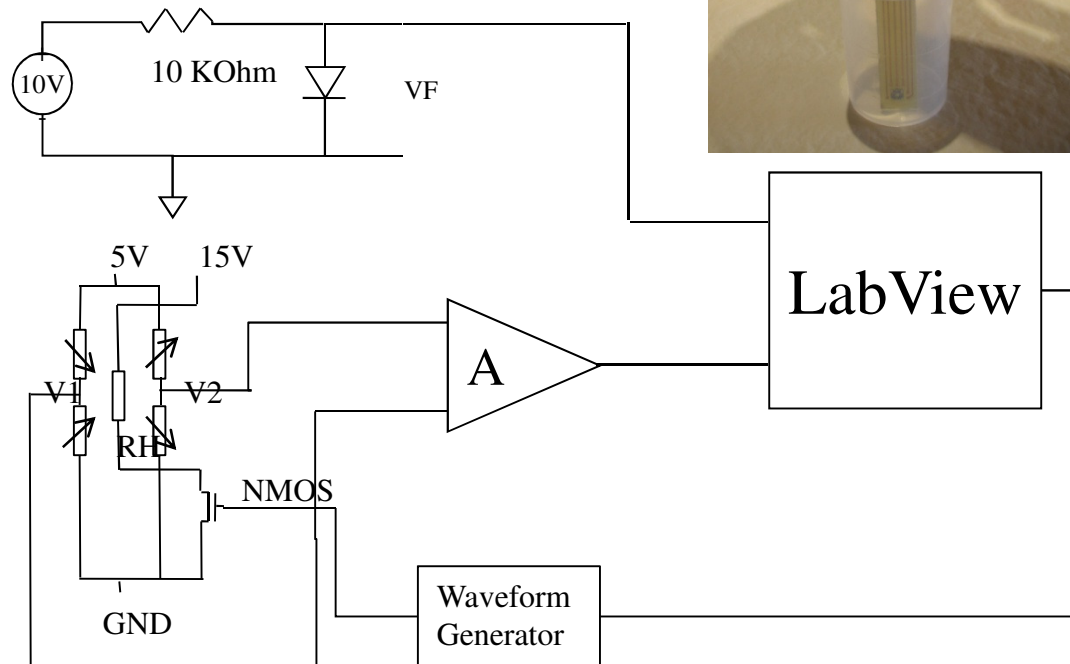 10 KOhm
10V
VF
5V
15V
LabView
A
V1
V2
RH
NMOS
Waveform
Generator
GND